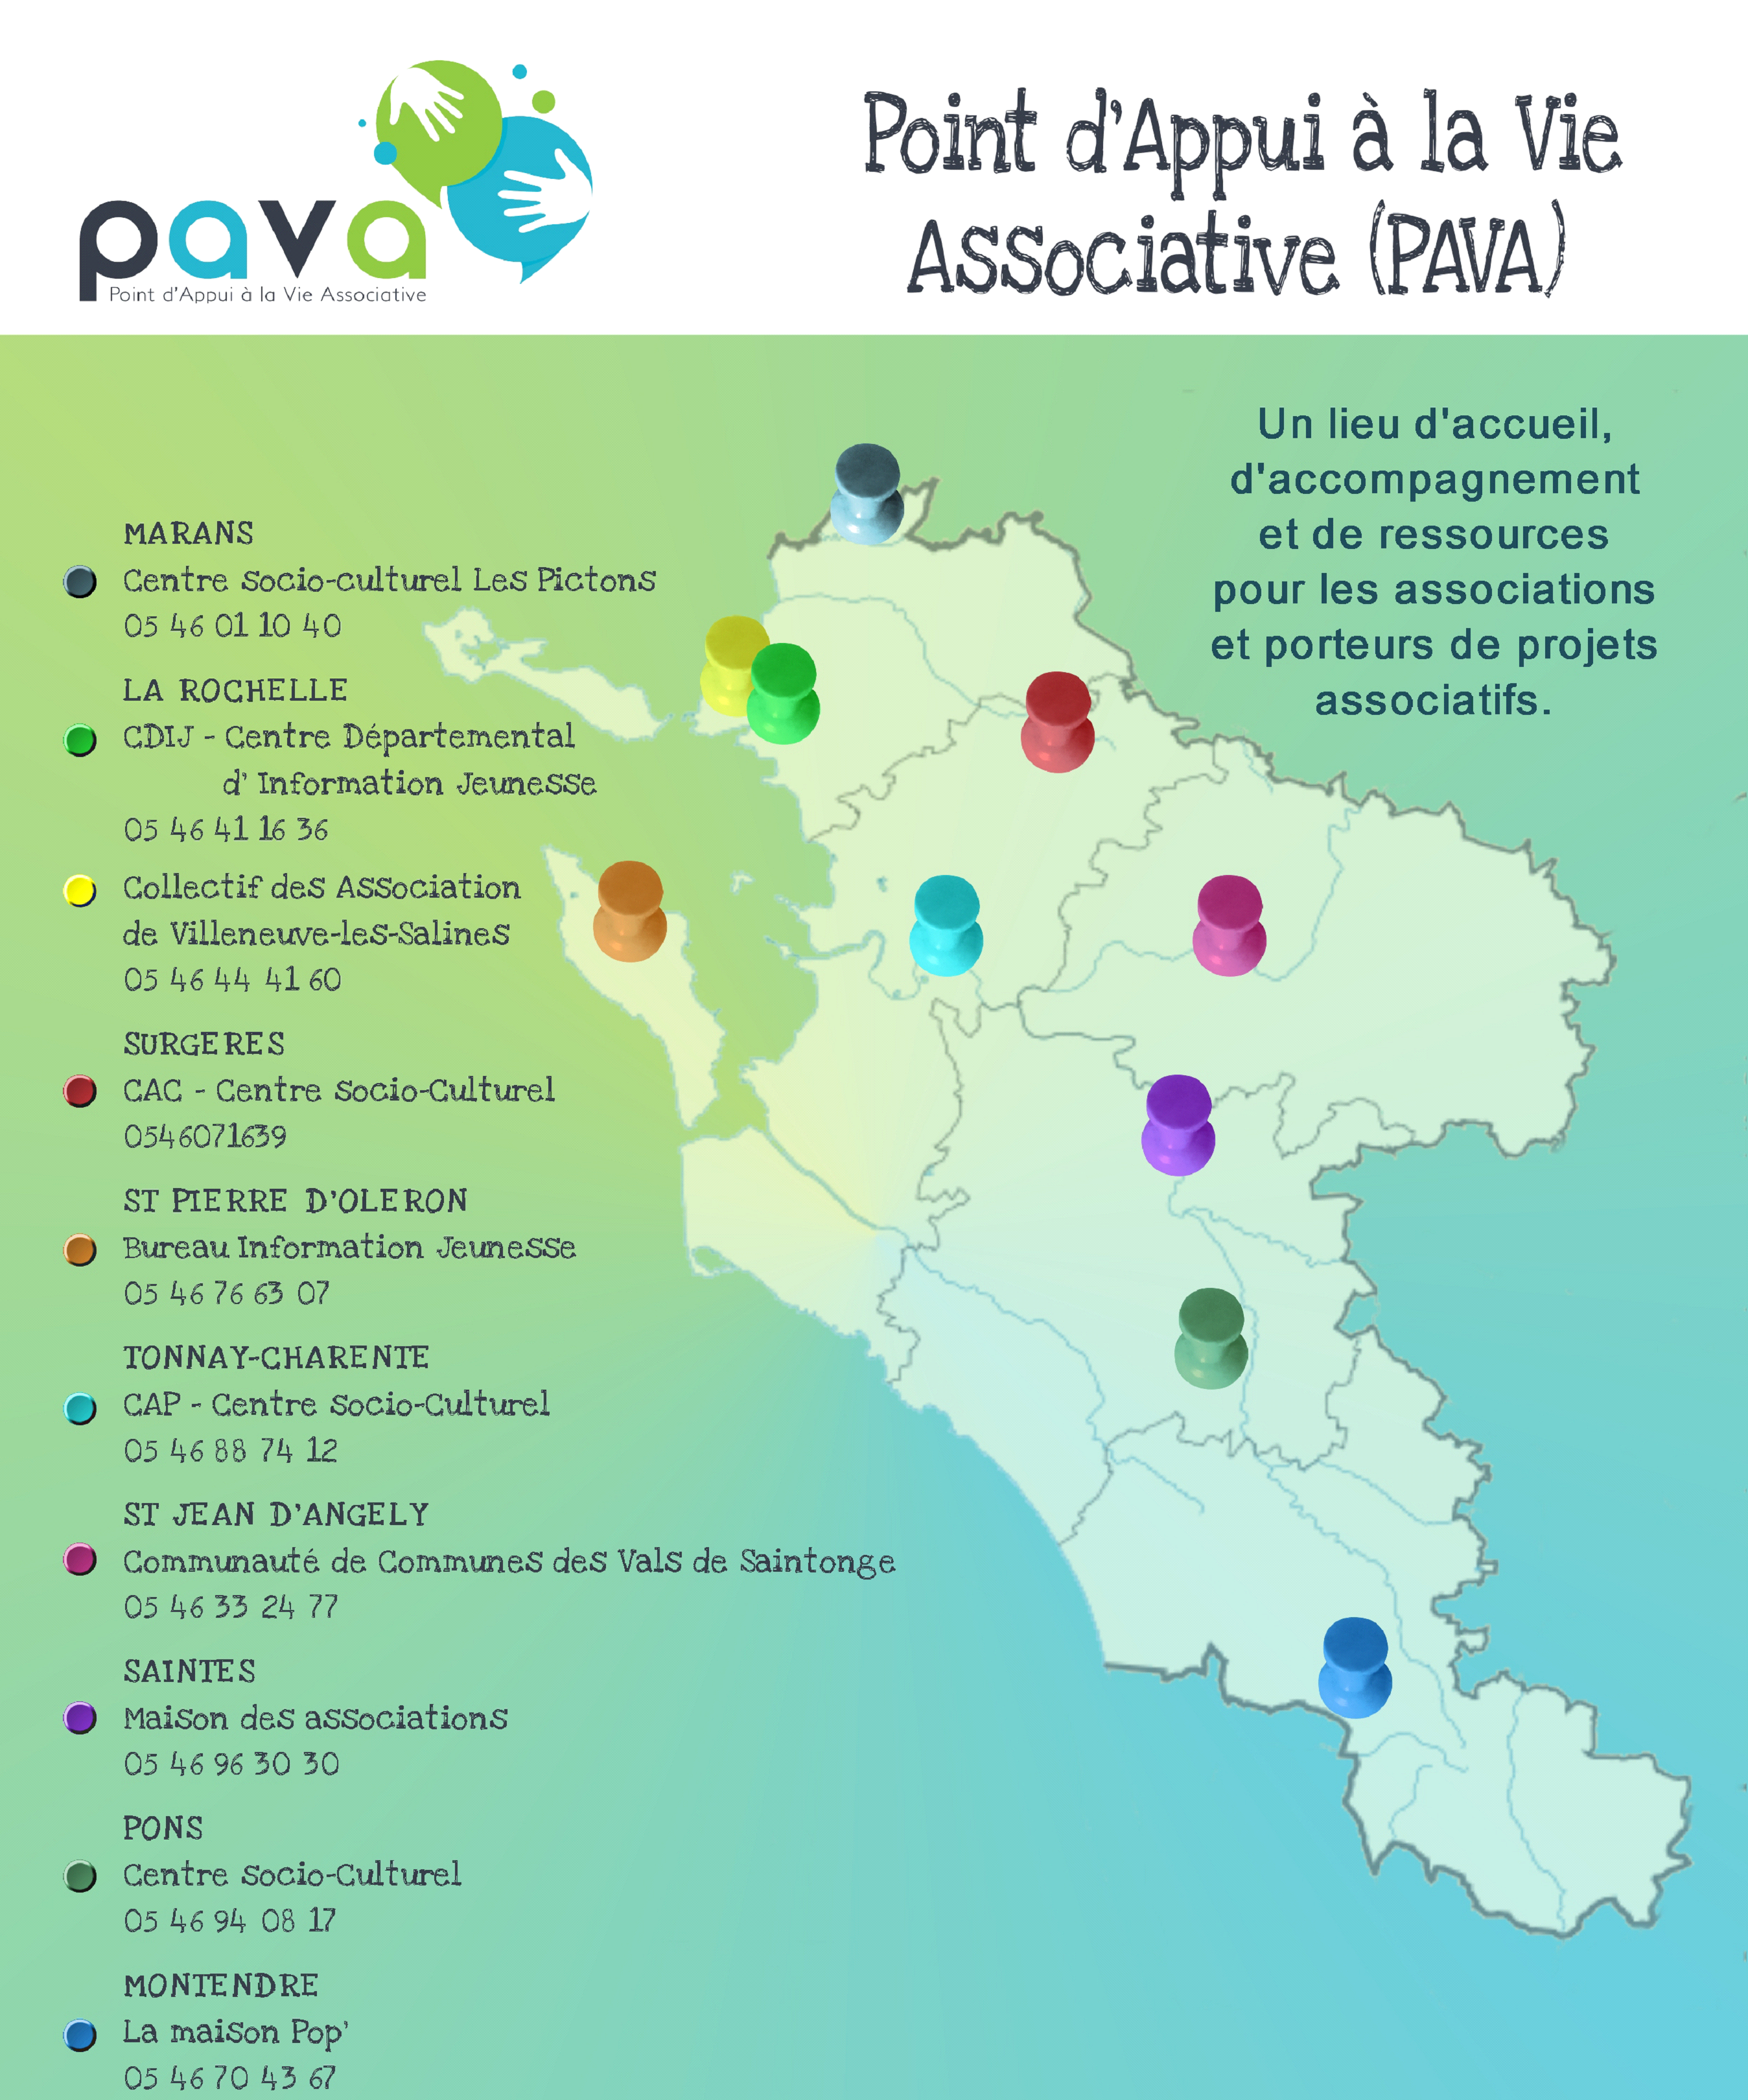 pava
Point d'Appui à la Vie Associative
Point d'Appui à la Vie
Associative (PAVA)
Un lieu d'accueil,
d'accompagnement
et de ressources
pour les associations
et porteurs de projets
associatifs.
MARANS
Centre socio-culturel Les Pictons
05 46 01 10 40
LA ROCHELLE
CDIJ - Centre Départemental
d' Information Jeunesse
05 46 41 16 36
Collectif des Association
de Villeneuve-les-Salines
05 46 44 41 60
SURGERES
CAC - Centre Socio-Culturel
0546071639
ST PIERRE D'OLERON
Bureau Information Jeunesse
05 46 76 63 07
TONNAY-CHARENTE
CAP - Centre Socio-Culturel
05 46 88 74 12
ST JEAN D'ANGELY
Communauté de Communes des Vals de Saintonge
05 46 33 24 77
SAINTES
Maison des associations
05 46 96 30 30
PONS
Centre Socio-Culturel
05 46 94 08 17
MONTENDRE
La maison Pop'
05 46 70 43 67